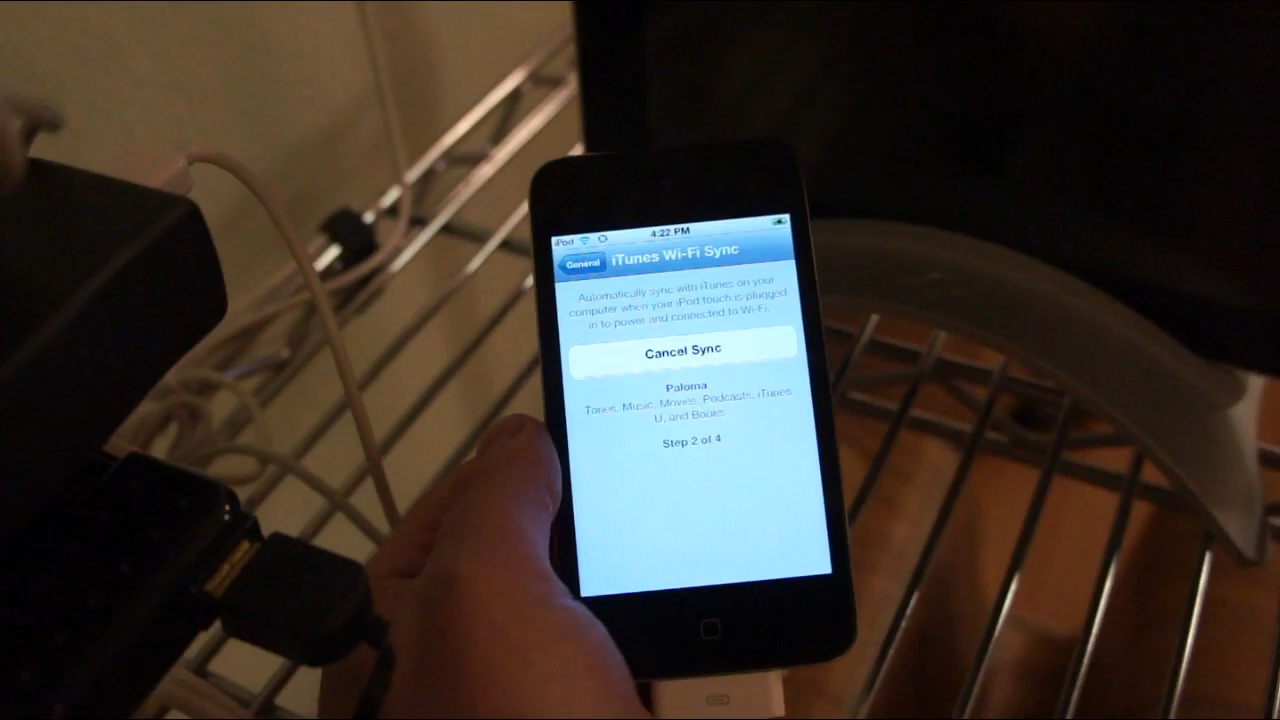 iPod 4:22 PM
General iTunes Wi-Fi Sync
Automatically sync with iTunes on your
computer when your iPod touch is plugged
in to power and connected to Wi-Fi.
Cancel Sync
Paloma
Tones, Music, Movies, Podcasts, iTunes
U, and Books
Step 2 of 4